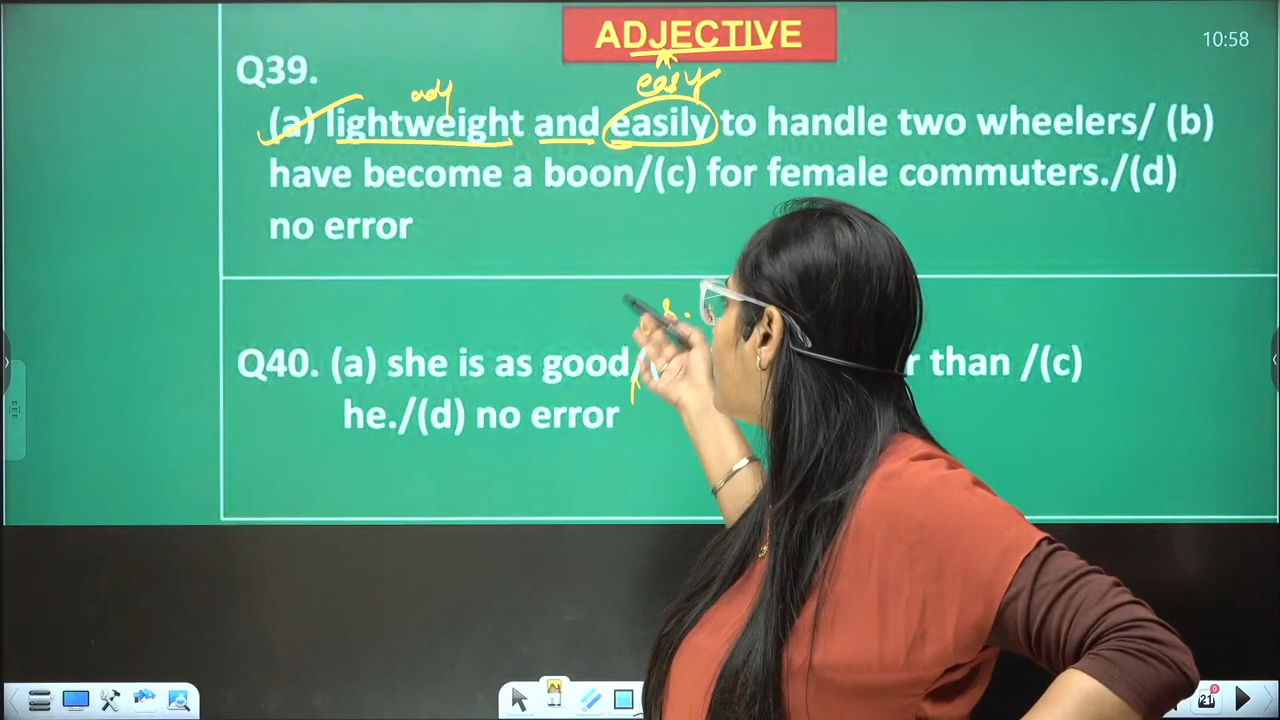 ADJECTIVE
10:58
Q39.
easy
adj
(a) lightweight and easily to handle two wheelers/ (b)
have become a boon/(c) for female commuters./(d)
no error
Q40. (a) she is as good/ than /(c)
he./(d) no error
21